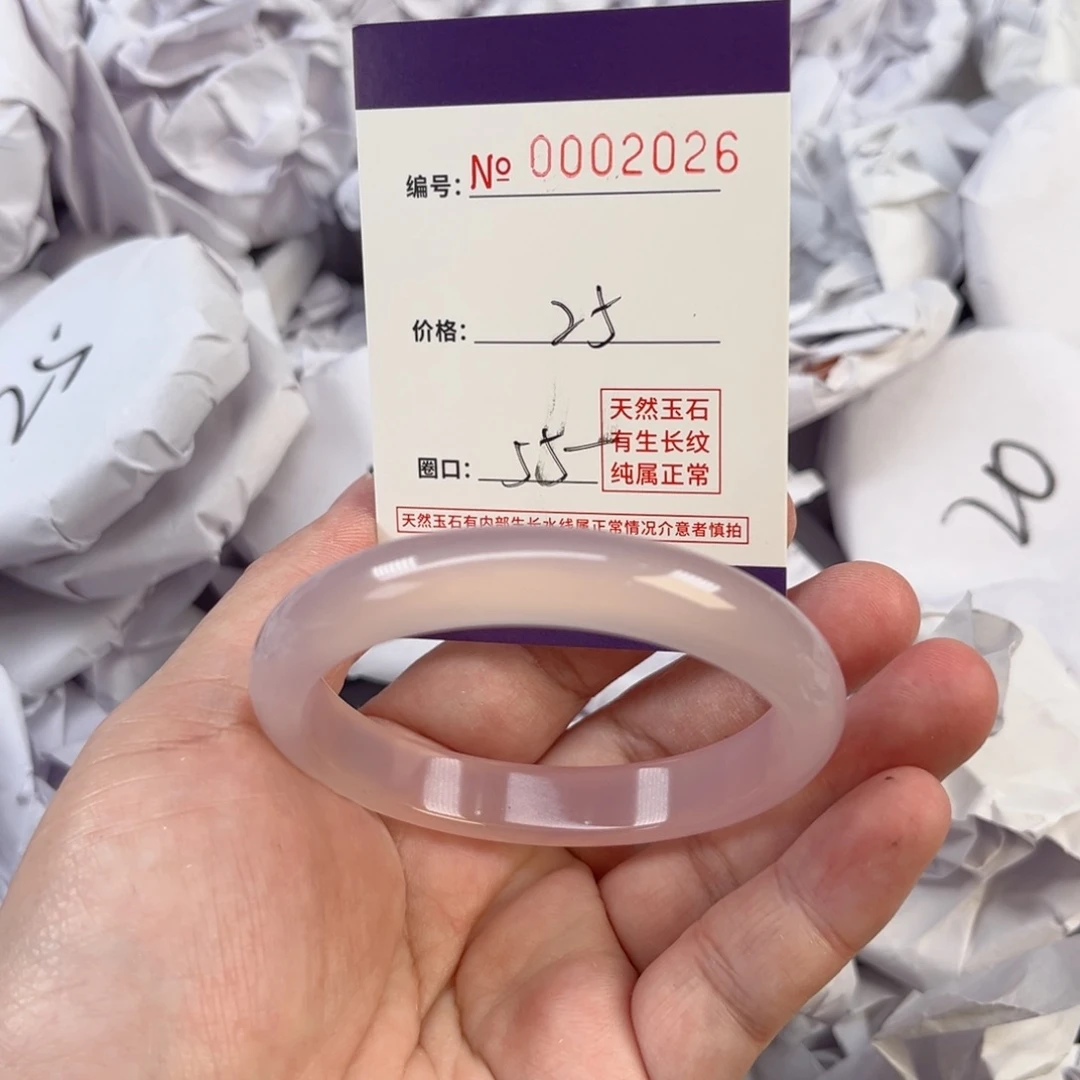 编号: № 0002026
价格: 25
圈口: 55-
天然玉石
有生长纹
纯属正常
天然玉石有内部生长水线属正常情况介意者慎拍
25
20